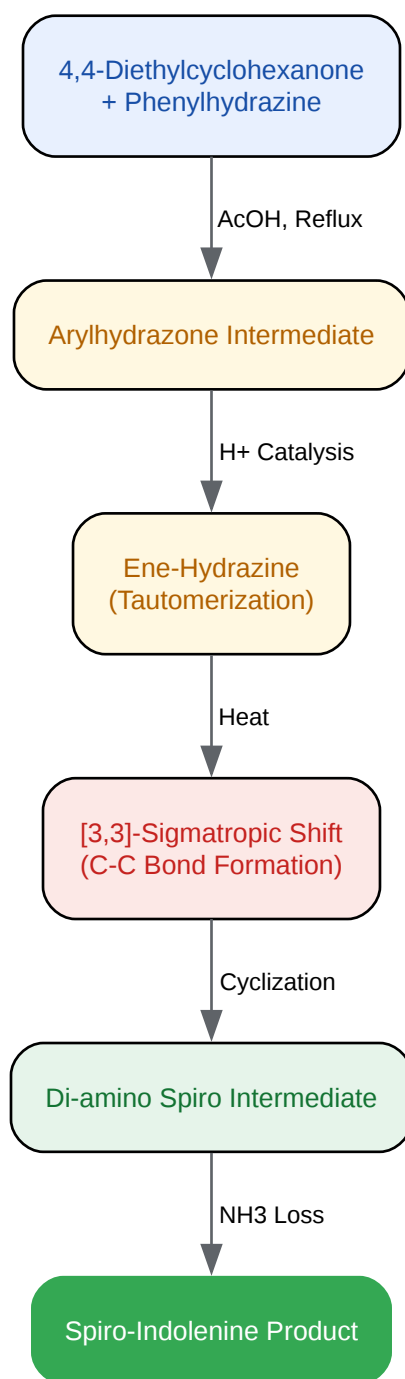 4,4-Diethylcyclohexanone
+ Phenylhydrazine
AcOH, Reflux
Arylhydrazone Intermediate
H+ Catalysis
Ene-Hydrazine
(Tautomerization)
Heat
[3,3]-Sigmatropic Shift
(C-C Bond Formation)
Cyclization
Di-amino Spiro Intermediate
NH3 Loss
Spiro-Indolenine Product